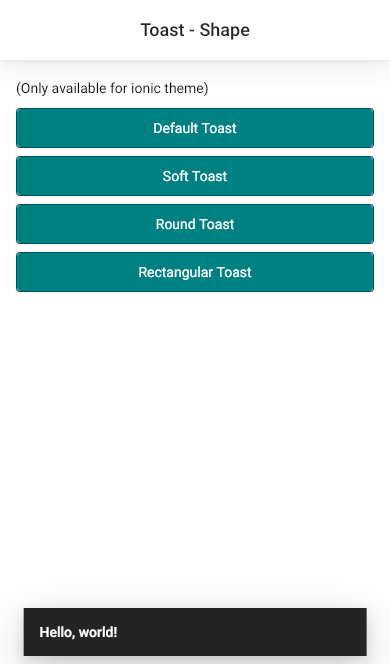 Toast - Shape
(Only available for ionic theme)
Default Toast
Soft Toast
Round Toast
Rectangular Toast
Hello, world!